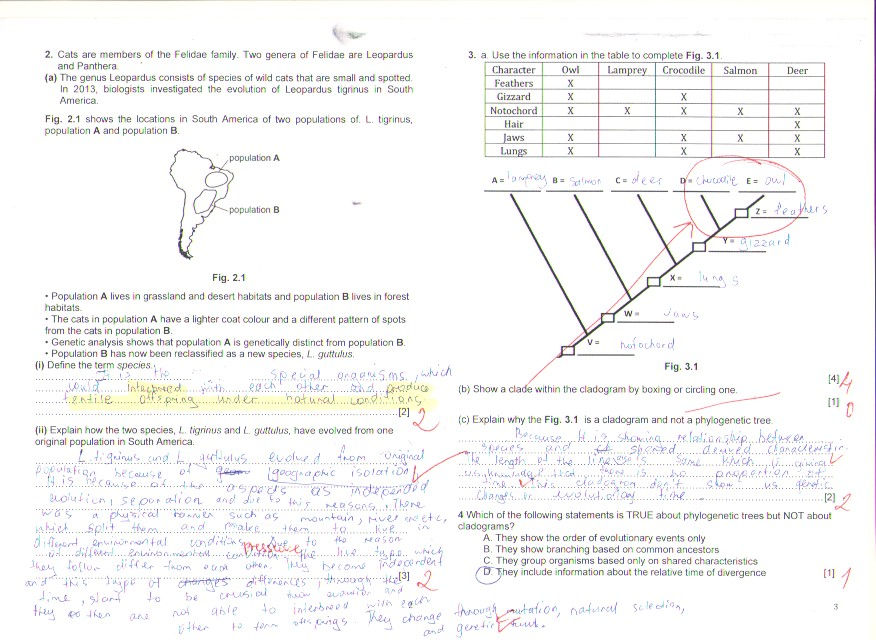 2. Cats are members of the Felidae family. Two genera of Felidae are Leopardus
and Panthera.
(a) The genus Leopardus consists of species of wild cats that are small and spotted.
In 2013, biologists investigated the evolution of Leopardus tigrinus in South
America.
Fig. 2.1 shows the locations in South America of two populations of. L. tigrinus,
population A and population B.
population A
population B
Fig. 2.1
• Population A lives in grassland and desert habitats and population B lives in forest
habitats.
• The cats in population A have a lighter coat colour and a different pattern of spots
from the cats in population B.
• Genetic analysis shows that population A is genetically distinct from population B.
• Population B has now been reclassified as a new species, L. guttulus.
(i) Define the term species.
It is the special organisms, which
could interbreed with each other and produce
fertile offspring under natural conditions
[2]
2
(ii) Explain how the two species, L. tigrinus and L. guttulus, have evolved from one
original population in South America.
L. tigrinus and L guttulus evolved from original
population because of geographic isolation
It is because of the aspects as independed
evolution, separation and due to this reasons. There
was a physical barrier such as mountain, river etc,
which split them and make them to live in
different environmental conditions. Due to the reason
of different environmental pressure, the type which
they follow differ from each other. They become independent
and this type of changes differences, through the
[3]
2
time, start to be crusial evolution and
they then are not able to interbreed with each
other to form offsprings. They change through mutation, natural selection,
and genetic drift.
3. a. Use the information in the table to complete Fig. 3.1.
Character Owl Lamprey Crocodile Salmon Deer
Feathers X
Gizzard X X
Notochord X X X X X
Hair X
Jaws X X X X
Lungs X X X
A = lamprey B = Salmon C = deer D = chocodile E = owl
Z = feathers
Y = gizzard
X = lungs
W = Jaws
V = notochord
Fig. 3.1
[4]
4
(b) Show a clade within the cladogram by boxing or circling one.
[1]
0
(c) Explain why the Fig. 3.1 is a cladogram and not a phylogenetic tree.
Because, It is showing relationship between
species and shared derived characteristic
The length of the lines same which is giving
us knowledge that there is no proportion of
time. This cladogram don't show us genetic
changes or evolutionary time.
[2]
2
4 Which of the following statements is TRUE about phylogenetic trees but NOT about
cladograms?
A. They show the order of evolutionary events only
B. They show branching based on common ancestors
C. They group organisms based only on shared characteristics
D. They include information about the relative time of divergence
[1]
1
3